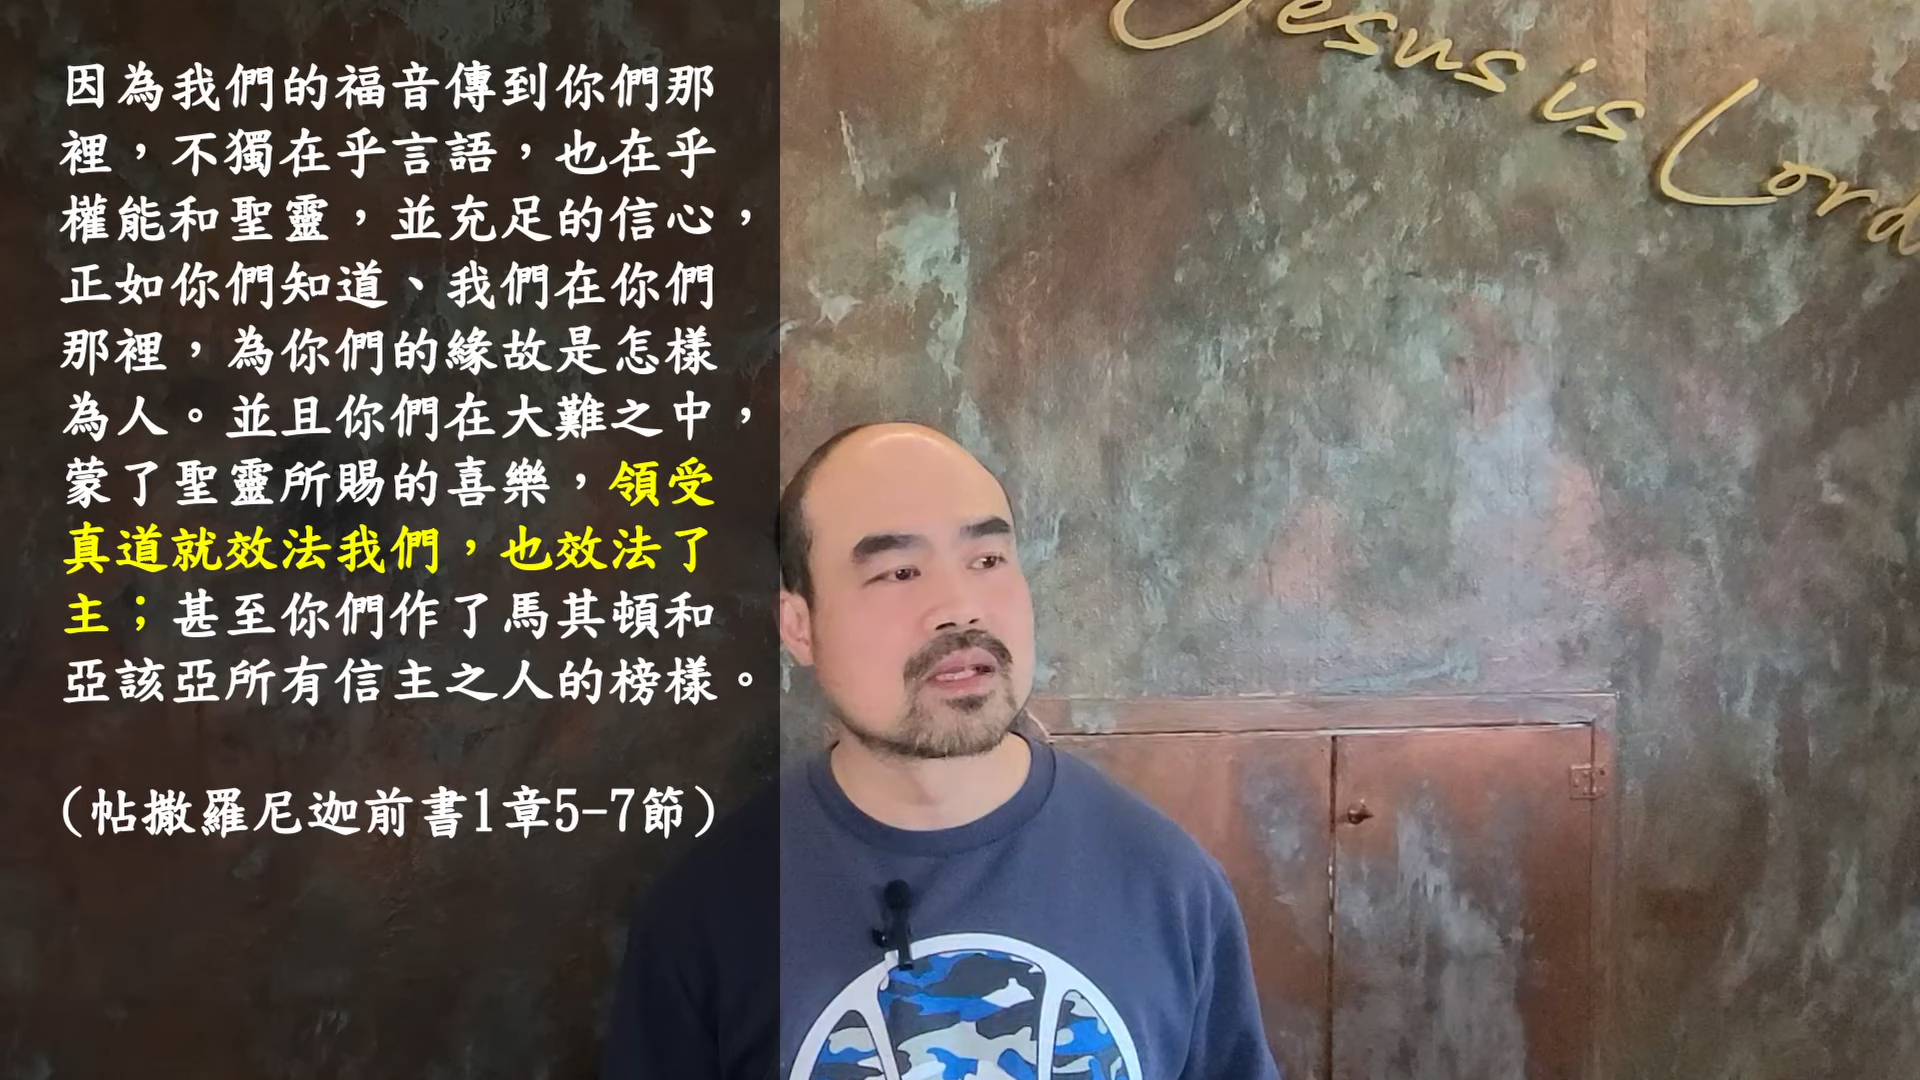 因為我們的福音傳到你們那
裡，不獨在乎言語，也在乎
權能和聖靈，並充足的信心，
正如你們知道、我們在你們
那裡，為你們的緣故是怎樣
為人。並且你們在大難之中，
蒙了聖靈所賜的喜樂，領受
真道就效法我們，也效法了
主；甚至你們作了馬其頓和
亞該亞所有信主之人的榜樣。
(帖撒羅尼迦前書1章5-7節)
Jesus is Lord